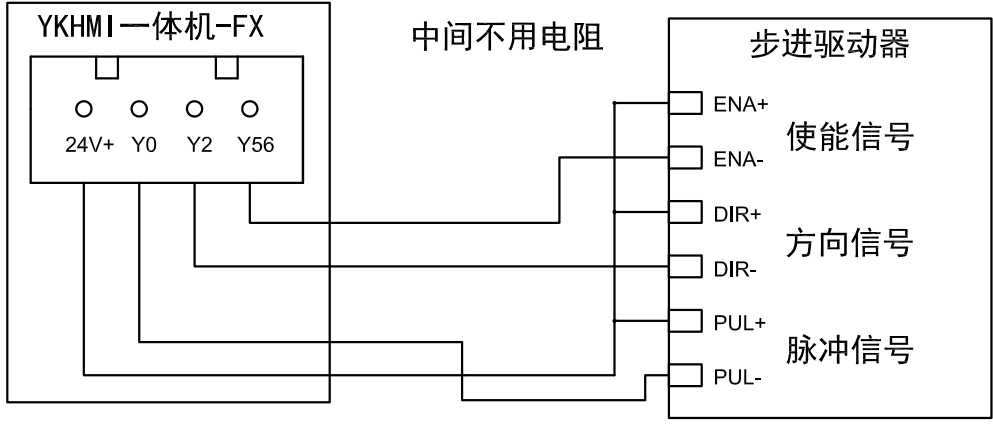 YKHMI一体机-FX
中间不用电阻
步进驱动器
24V+ Y0 Y2 Y56
ENA+
使能信号
ENA-
DIR+
方向信号
DIR-
PUL+
脉冲信号
PUL-